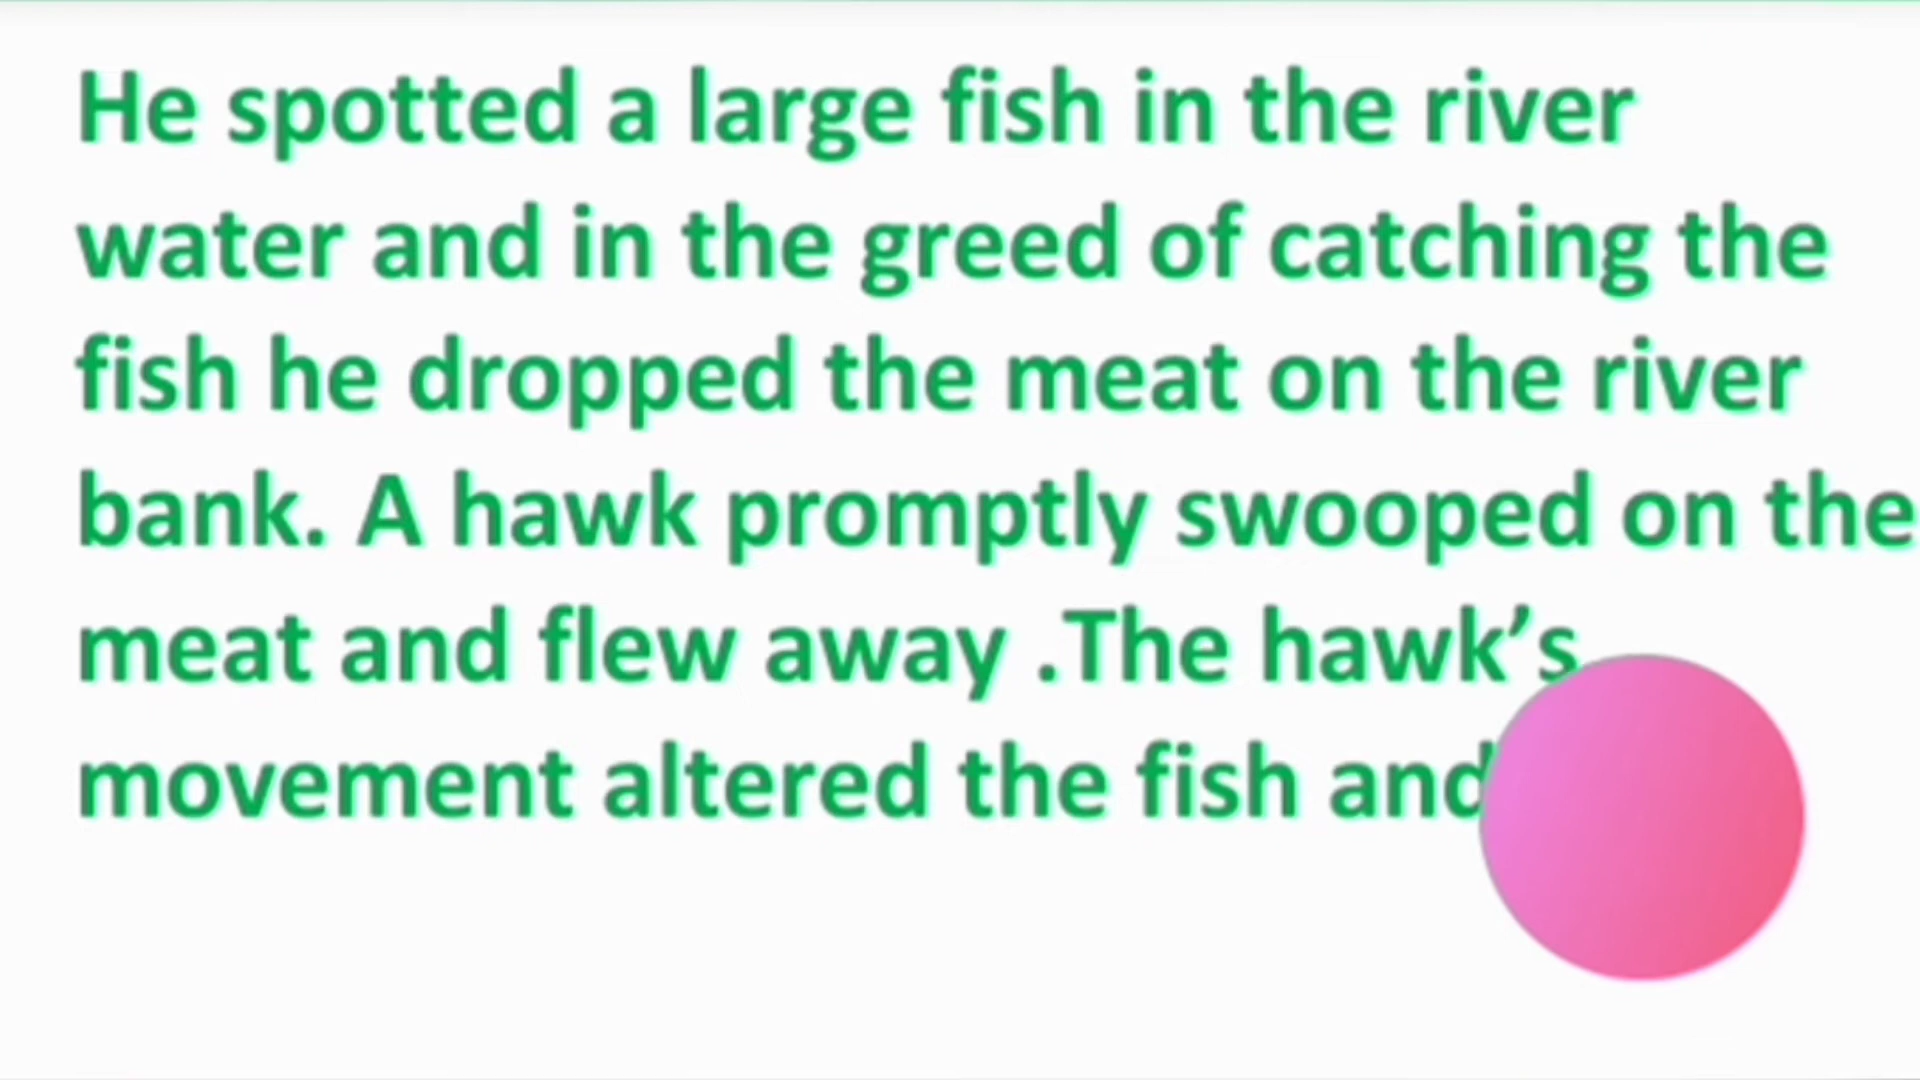 He spotted a large fish in the river
water and in the greed of catching the
fish he dropped the meat on the river
bank. A hawk promptly swooped on the
meat and flew away .The hawk’s
movement altered the fish and